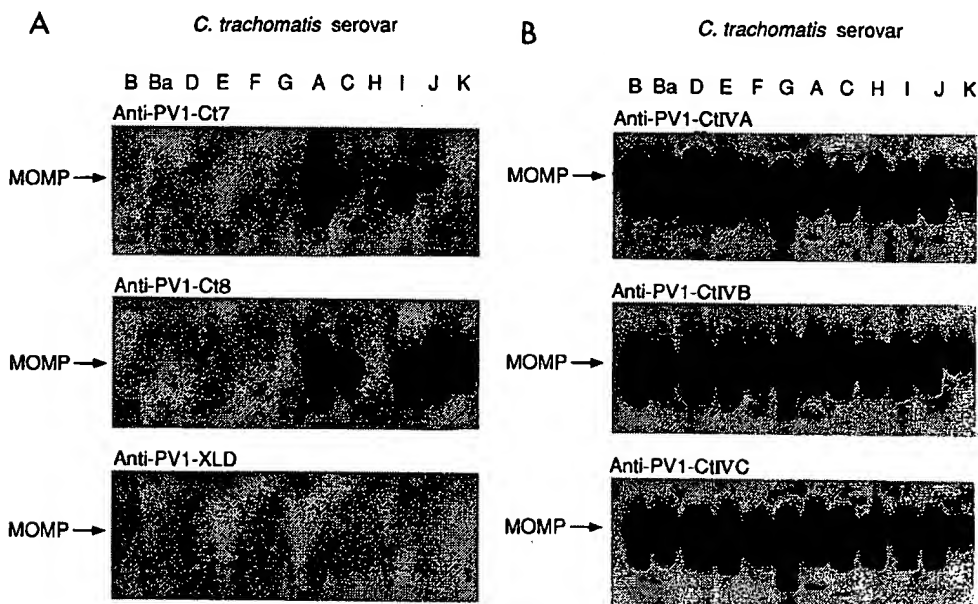 A
C. trachomatis serovar
B Ba D E F G A C H I J K
Anti-PV1-Ct7
MOMP
Anti-PV1-Ct8
MOMP
Anti-PV1-XLD
MOMP
B
C. trachomatis serovar
B Ba D E F G A C H I J K
Anti-PV1-CtIVA
MOMP
Anti-PV1-CtIVB
MOMP
Anti-PV1-CtIVC
MOMP